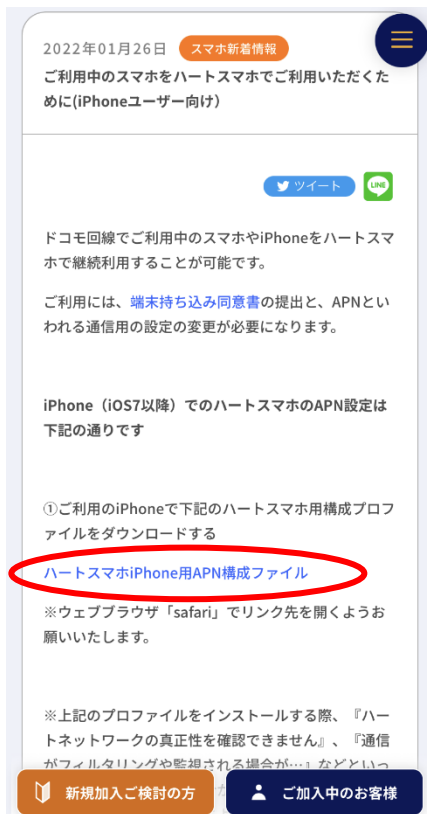 2022年01月26日 スマホ新着情報
ご利用中のスマホをハートスマホでご利用いただくた
めに(iPhoneユーザー向け）
ツイート LINE
ドコモ回線でご利用中のスマホやiPhoneをハートスマ
ホで継続利用することが可能です。
ご利用には、端末持ち込み同意書の提出と、APNとい
われる通信用の設定の変更が必要になります。
iPhone（iOS7以降）でのハートスマホのAPN設定は
下記の通りです
①ご利用のiPhoneで下記のハートスマホ用構成プロフ
ァイルをダウンロードする
ハートスマホiPhone用APN構成ファイル
※ウェブブラウザ「safari」でリンク先を開くようお
願いいたします。
※上記のプロファイルをインストールする際、『ハー
トネットワークの真正性を確認できません』、『通信
がフィルタリングや監視される場合が…』などといっ
新規加入ご検討の方 ご加入中のお客様